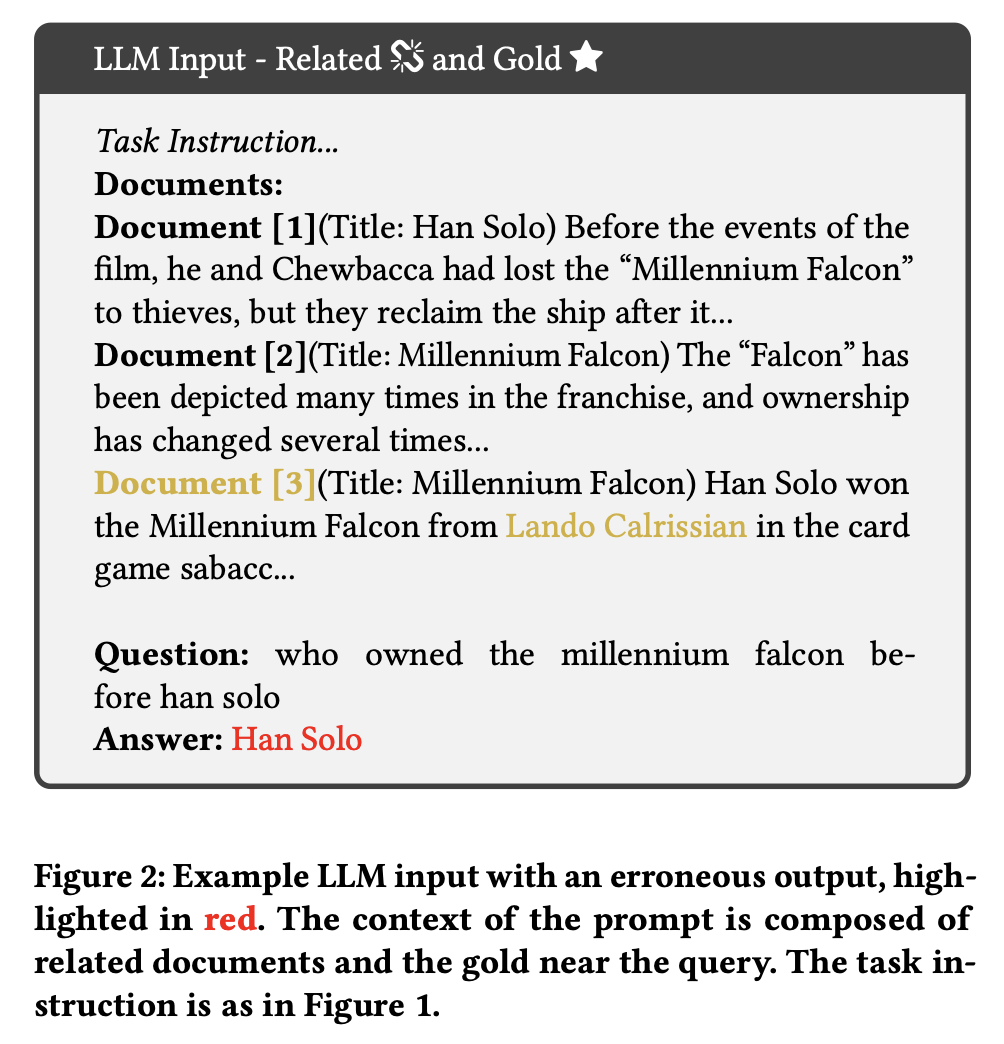 LLM Input - Related and Gold
Task Instruction...
Documents:
Document [1](Title: Han Solo) Before the events of the
film, he and Chewbacca had lost the “Millennium Falcon”
to thieves, but they reclaim the ship after it...
Document [2](Title: Millennium Falcon) The “Falcon” has
been depicted many times in the franchise, and ownership
has changed several times...
Document [3](Title: Millennium Falcon) Han Solo won
the Millennium Falcon from Lando Calrissian in the card
game sabacc...
Question: who owned the millennium falcon be-
fore han solo
Answer: Han Solo
Figure 2: Example LLM input with an erroneous output, high-
lighted in red. The context of the prompt is composed of
related documents and the gold near the query. The task in-
struction is as in Figure 1.